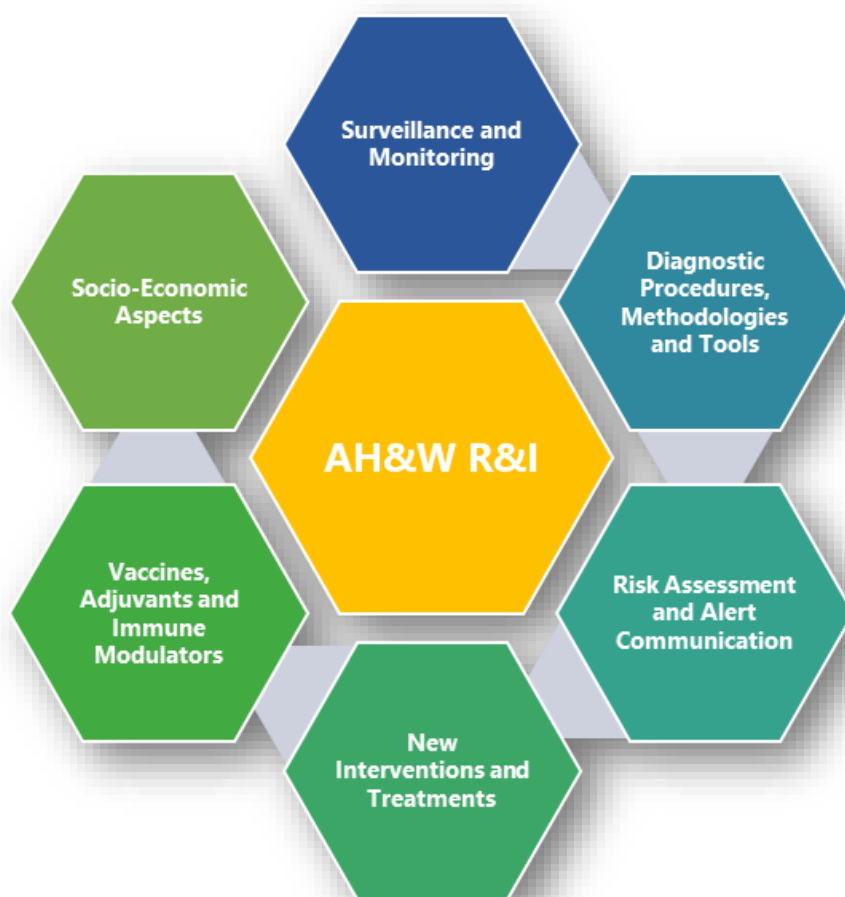 Surveillance and
Monitoring
Diagnostic
Procedures,
Methodologies
and Tools
Risk Assessment
and Alert
Communication
New
Interventions and
Treatments
Vaccines,
Adjuvants and
Immune
Modulators
Socio-Economic
Aspects
AH&W R&I